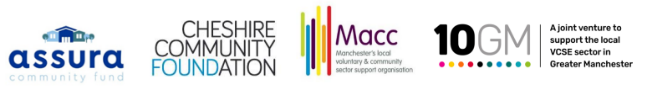 assura
community fund
CHESHIRE
COMMUNITY
FOUNDATION
Macc
Manchester's local
voluntary & community
sector support organisation
10GM
A joint venture to
support the local
VCSE sector in
Greater Manchester